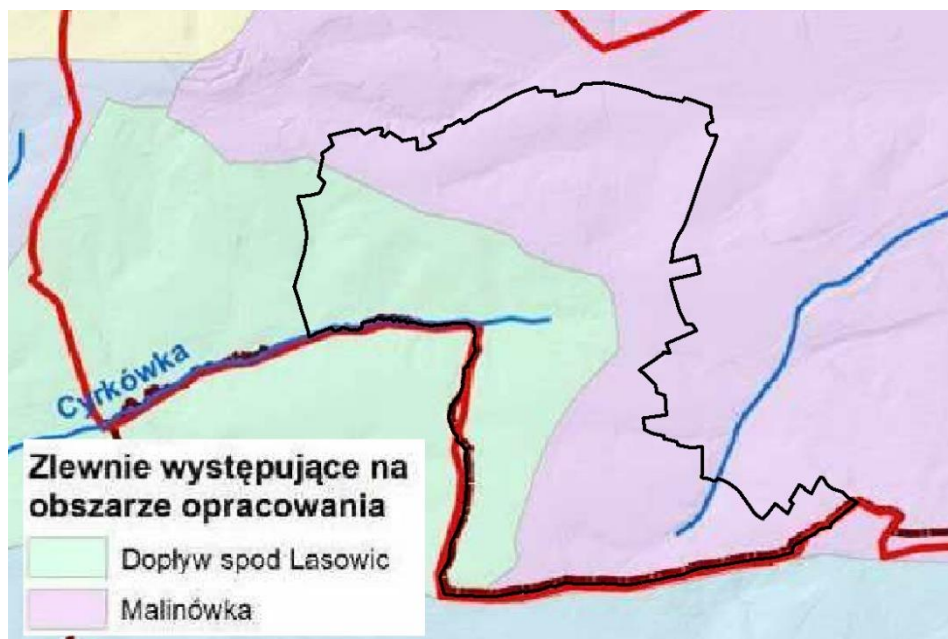 Cyrkówka
Zlewnie występujące na
obszarze opracowania
Dopływ spod Lasowic
Malinówka